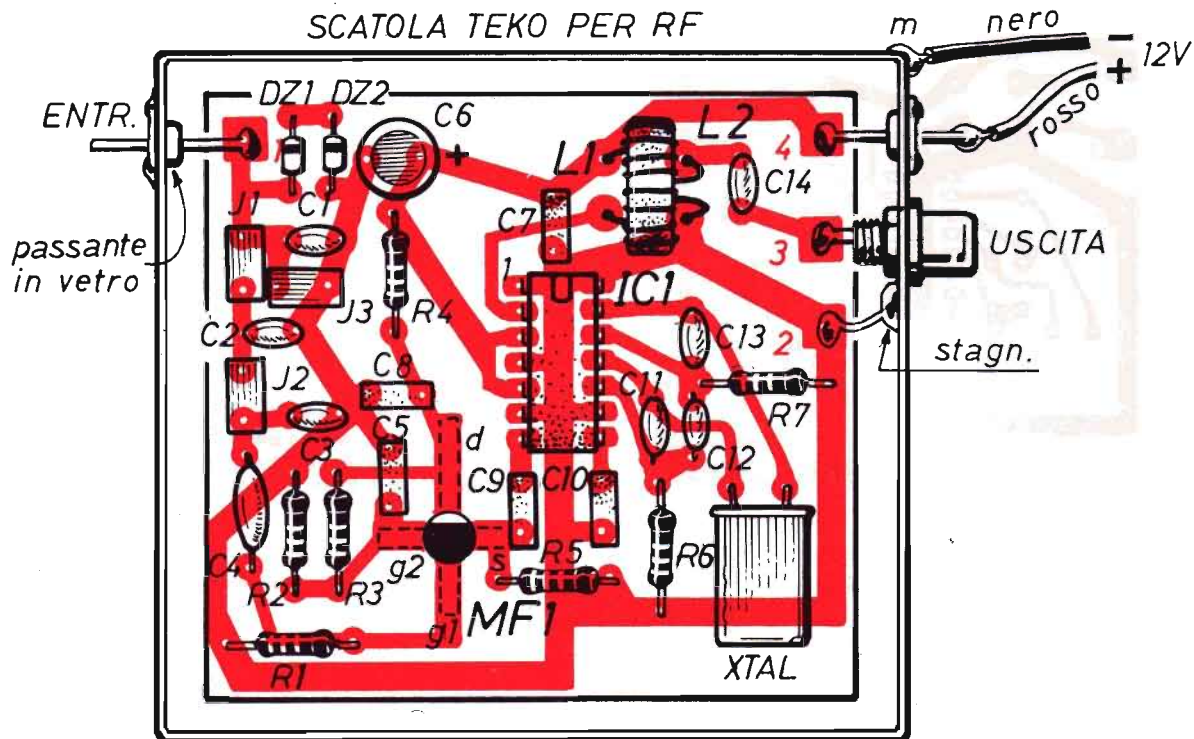 SCATOLA TEKO PER RF
m nero
− 12V
+
rosso
ENTR.
DZ1 DZ2
C6
+
L2
L1
4
C14
J1
C1
C7
3
USCITA
passante
in vetro
1
IC1
J3
R4
C2
C13
2
stagn.
J2
C8
C11
R7
C5
d
C3
C12
C9
C10
g2
s
R5
R6
C4
R2
R3
g1
MF1
R1
XTAL